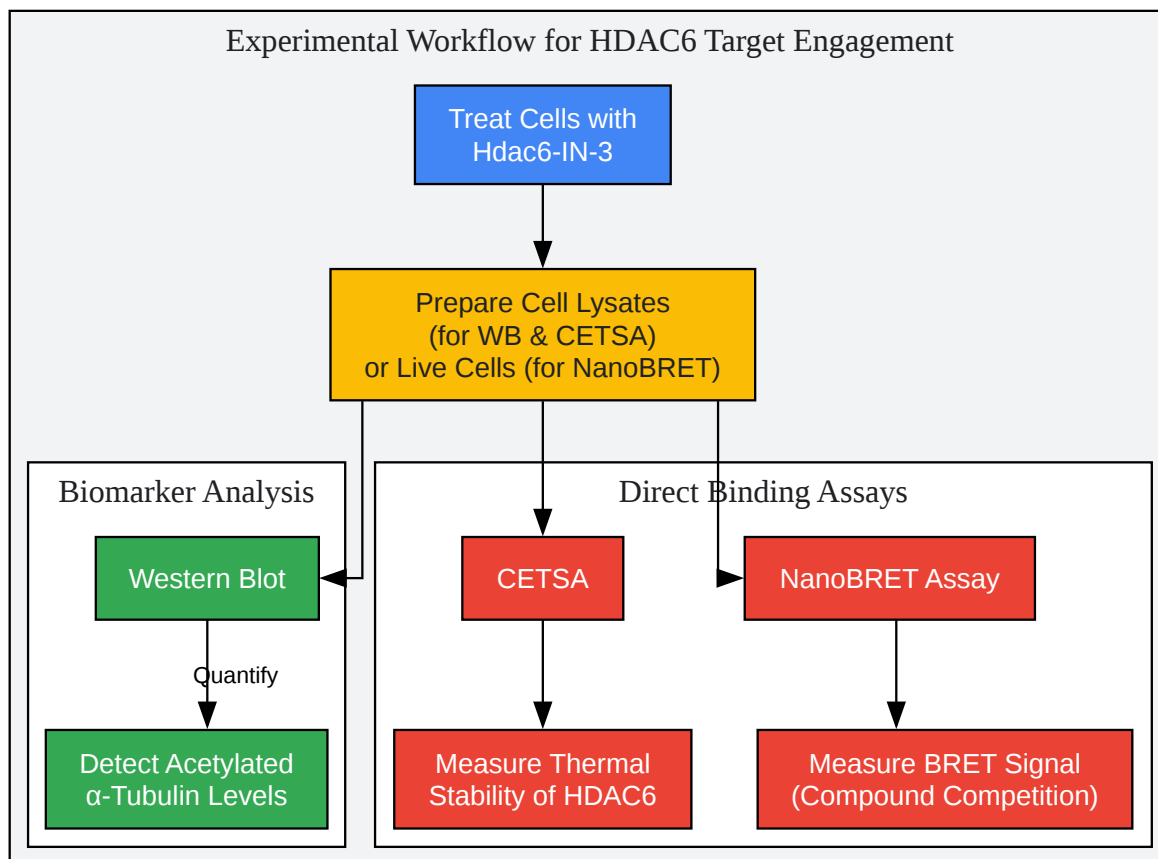 Experimental Workflow for HDAC6 Target Engagement
Treat Cells with
Hdac6-IN-3
Prepare Cell Lysates
(for WB & CETSA)
or Live Cells (for NanoBRET)
Biomarker Analysis
Direct Binding Assays
Western Blot
CETSA
NanoBRET Assay
Quantify
Detect Acetylated
α-Tubulin Levels
Measure Thermal
Stability of HDAC6
Measure BRET Signal
(Compound Competition)